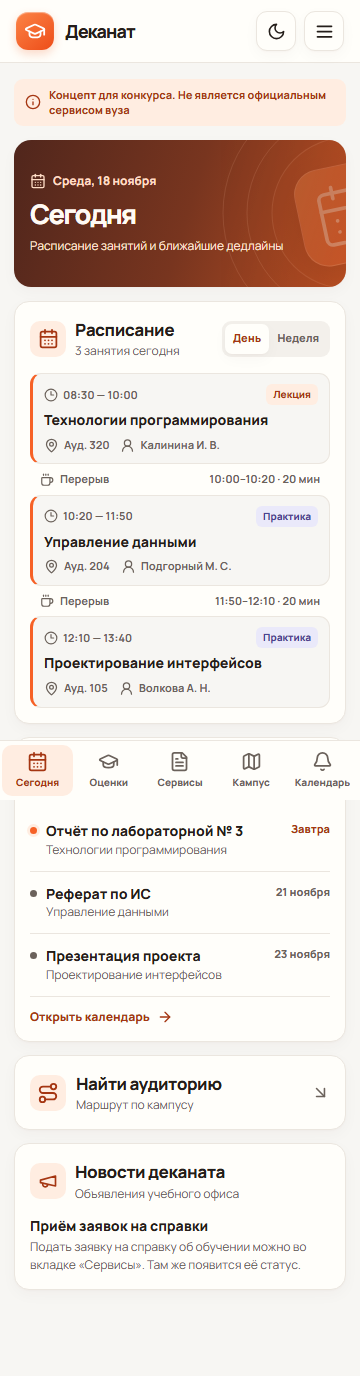 Деканат
Концепт для конкурса. Не является официальным
сервисом вуза
Среда, 18 ноября
Сегодня
Расписание занятий и ближайшие дедлайны
Расписание
3 занятия сегодня
День
Неделя
08:30 — 10:00
Лекция
Технологии программирования
Ауд. 320
Калинина И. В.
Перерыв
10:00–10:20 · 20 мин
10:20 — 11:50
Практика
Управление данными
Ауд. 204
Подгорный М. С.
Перерыв
11:50–12:10 · 20 мин
12:10 — 13:40
Практика
Проектирование интерфейсов
Ауд. 105
Волкова А. Н.
Сегодня
Оценки
Сервисы
Кампус
Календарь
Отчёт по лабораторной № 3
Завтра
Технологии программирования
Реферат по ИС
21 ноября
Управление данными
Презентация проекта
23 ноября
Проектирование интерфейсов
Открыть календарь
Найти аудиторию
Маршрут по кампусу
Новости деканата
Объявления учебного офиса
Приём заявок на справки
Подать заявку на справку об обучении можно во
вкладке «Сервисы». Там же появится её статус.